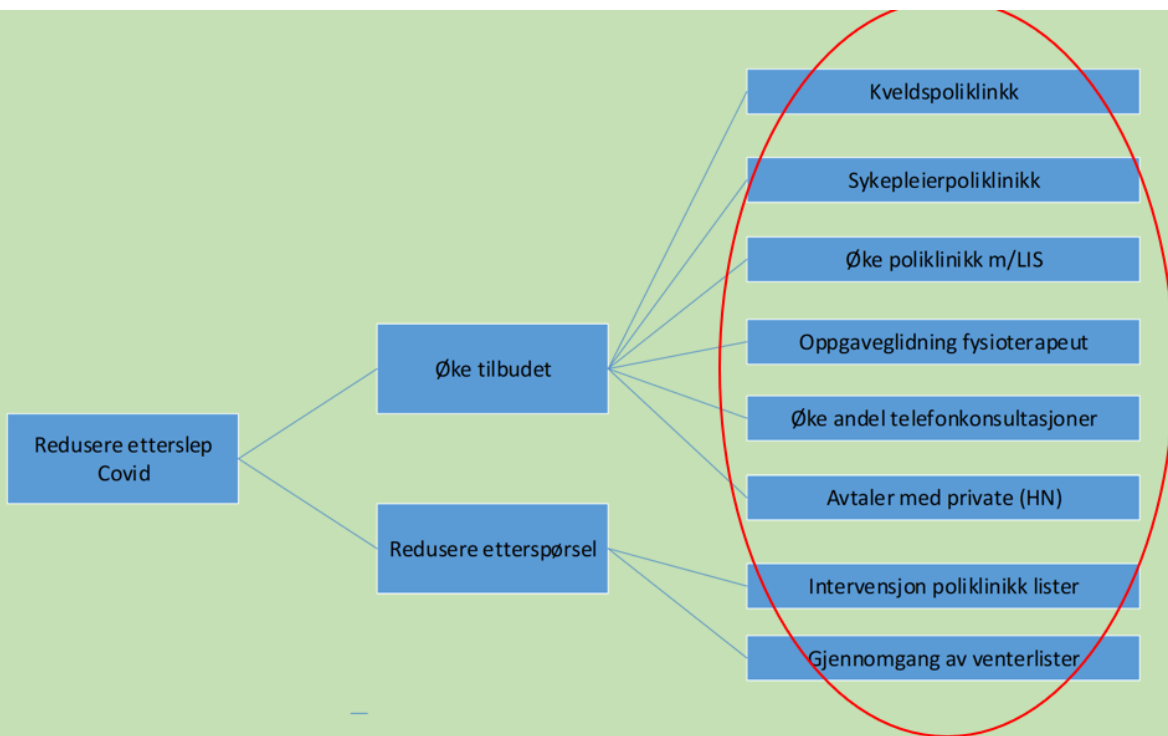 Kveldspoliklinkk
Sykepleierpoliklinikk
Øke poliklinikk m/LIS
Oppgaveglidning fysioterapeut
Øke tilbudet
Øke andel telefonkonsultasjoner
Redusere etterslep
Covid
Avtaler med private (HN)
Redusere etterspørsel
Intervensjon poliklinikk lister
Gjennomgang av venterlister